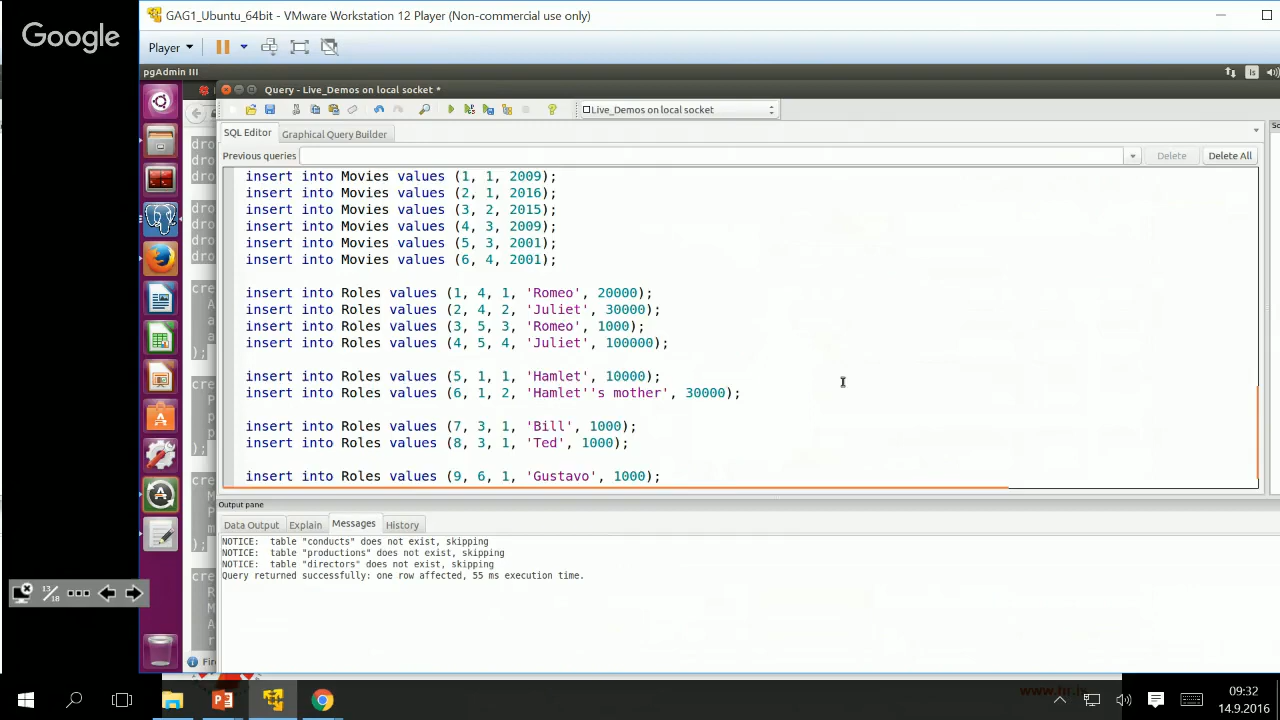 Google
GAG1_Ubuntu_64bit - VMware Workstation 12 Player (Non-commercial use only)
Player
pgAdmin III
Is
Query - Live_Demos on local socket *
Live_Demos on local socket
SQL Editor
Graphical Query Builder
Previous queries
Delete
Delete All
insert into Movies values (1, 1, 2009);
insert into Movies values (2, 1, 2016);
insert into Movies values (3, 2, 2015);
insert into Movies values (4, 3, 2009);
insert into Movies values (5, 3, 2001);
insert into Movies values (6, 4, 2001);
insert into Roles values (1, 4, 1, 'Romeo', 20000);
insert into Roles values (2, 4, 2, 'Juliet', 30000);
insert into Roles values (3, 5, 3, 'Romeo', 1000);
insert into Roles values (4, 5, 4, 'Juliet', 100000);
insert into Roles values (5, 1, 1, 'Hamlet', 10000);
insert into Roles values (6, 1, 2, 'Hamlet''s mother', 30000);
insert into Roles values (7, 3, 1, 'Bill', 1000);
insert into Roles values (8, 3, 1, 'Ted', 1000);
insert into Roles values (9, 6, 1, 'Gustavo', 1000);
Output pane
Data Output
Explain
Messages
History
NOTICE: table "conducts" does not exist, skipping
NOTICE: table "productions" does not exist, skipping
NOTICE: table "directors" does not exist, skipping
Query returned successfully: one row affected, 55 ms execution time.
13/18
09:32
14.9.2016